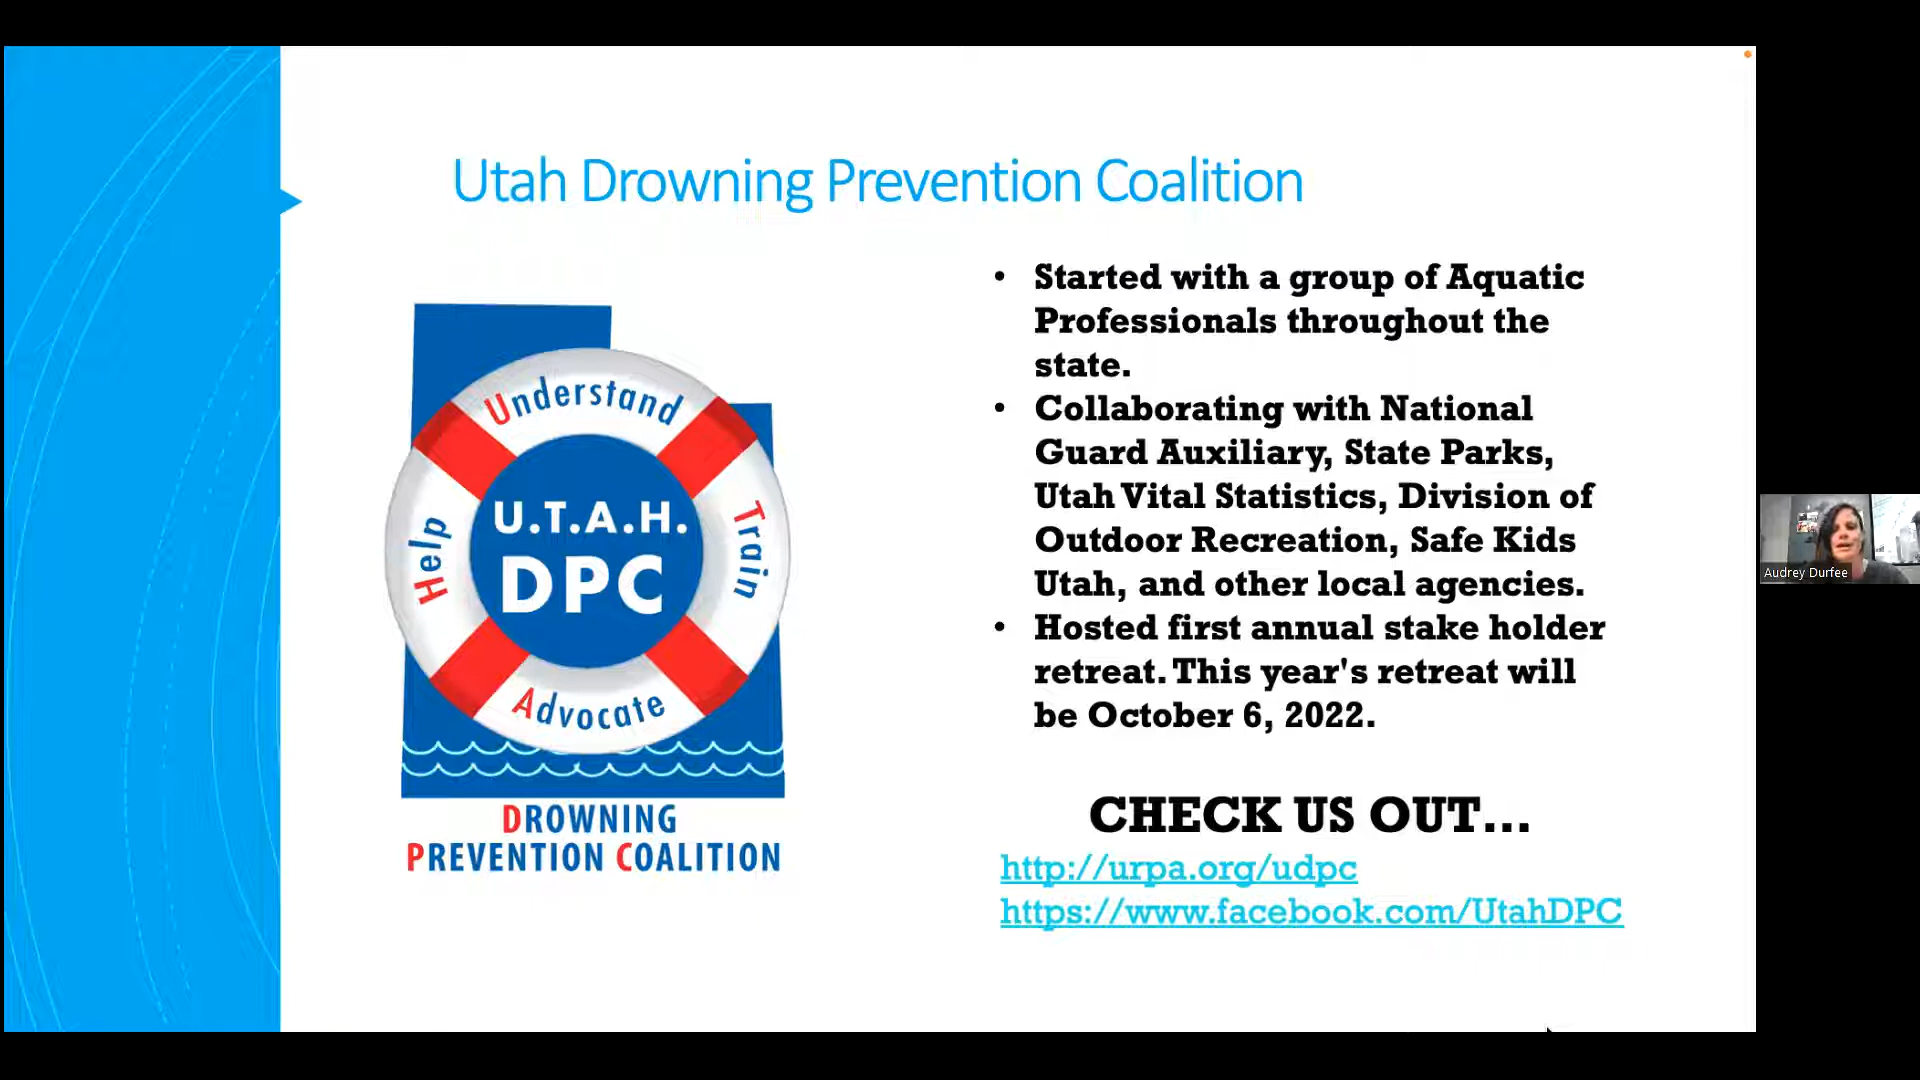 Utah Drowning Prevention Coalition
Understand
Train
Help
Advocate
U.T.A.H.
DPC
DROWNING
PREVENTION COALITION
• Started with a group of Aquatic
Professionals throughout the
state.
• Collaborating with National
Guard Auxiliary, State Parks,
Utah Vital Statistics, Division of
Outdoor Recreation, Safe Kids
Utah, and other local agencies.
• Hosted first annual stake holder
retreat. This year's retreat will
be October 6, 2022.
CHECK US OUT...
http://urpa.org/udpc
https://www.facebook.com/UtahDPC
Audrey Durfee